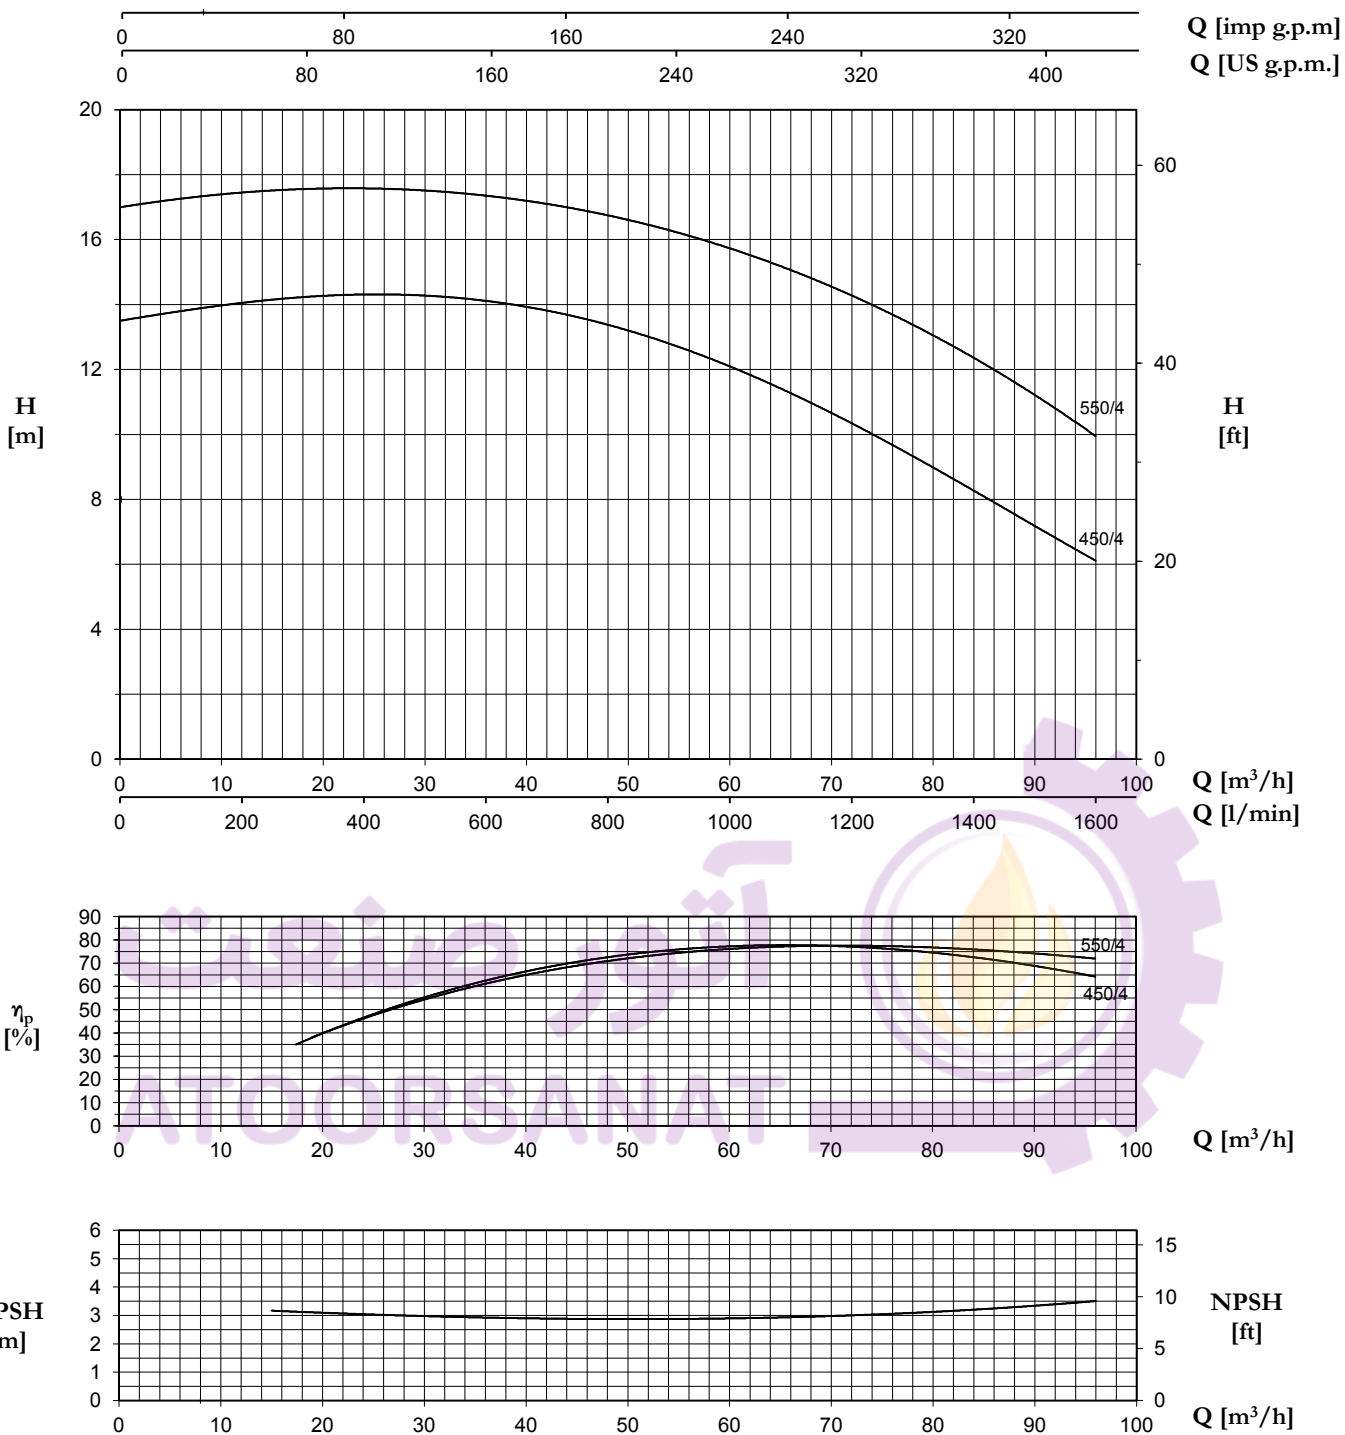 0 80 160 240 320 Q [imp g.p.m]
0 80 160 240 320 400 Q [US g.p.m.]
20
60
16
12
40
550/4
H
[m]
H
[ft]
8
450/4
20
4
0 0
0 10 20 30 40 50 60 70 80 90 100 Q [m³/h]
0 200 400 600 800 1000 1200 1400 1600 Q [l/min]
آتور صنعت
90
80
70
60
50
40
30
20
10
0
550/4
450/4
ηp
[%]
ATOORSANAT
0 10 20 30 40 50 60 70 80 90 100 Q [m³/h]
6
5
4
3
2
1
0
15
10
5
0
PSH
m]
NPSH
[ft]
0 10 20 30 40 50 60 70 80 90 100 Q [m³/h]